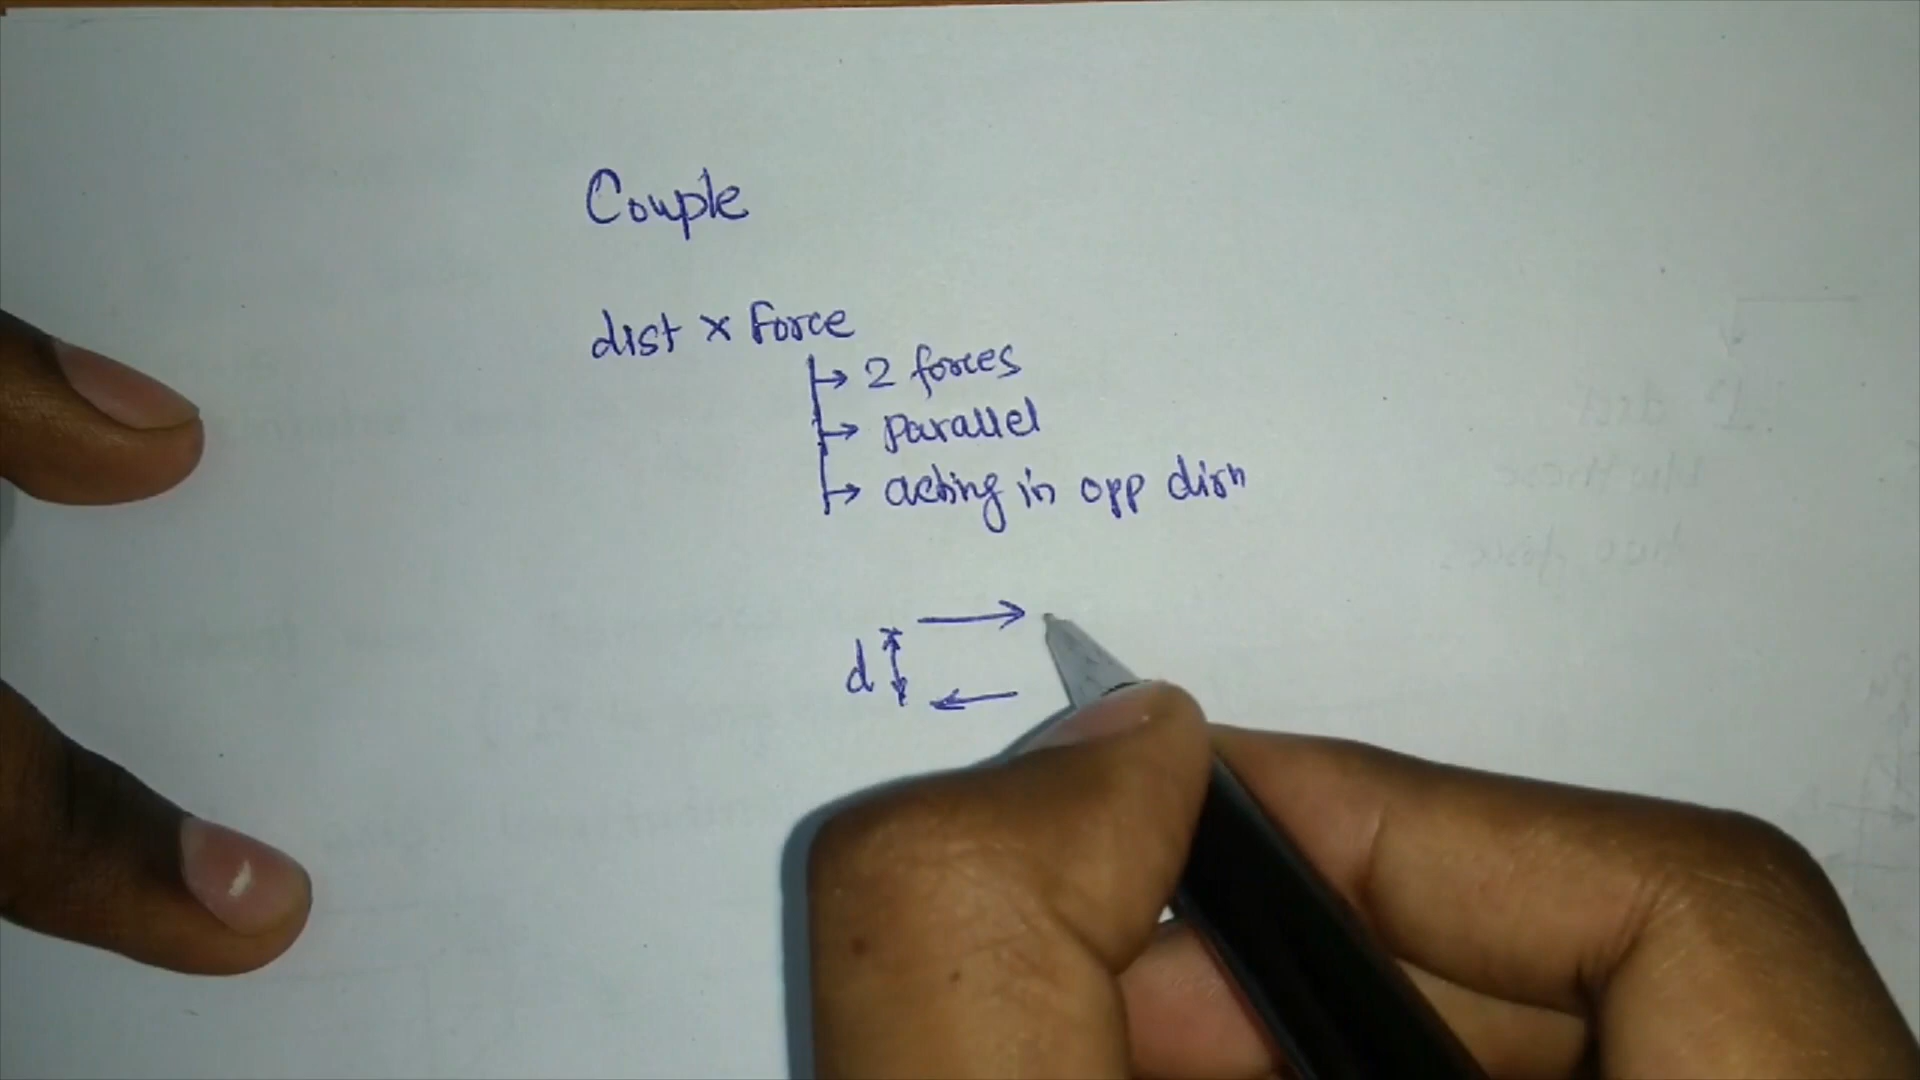 Couple
dist x Force
2 forces
parallel
acting in opp dirn
d